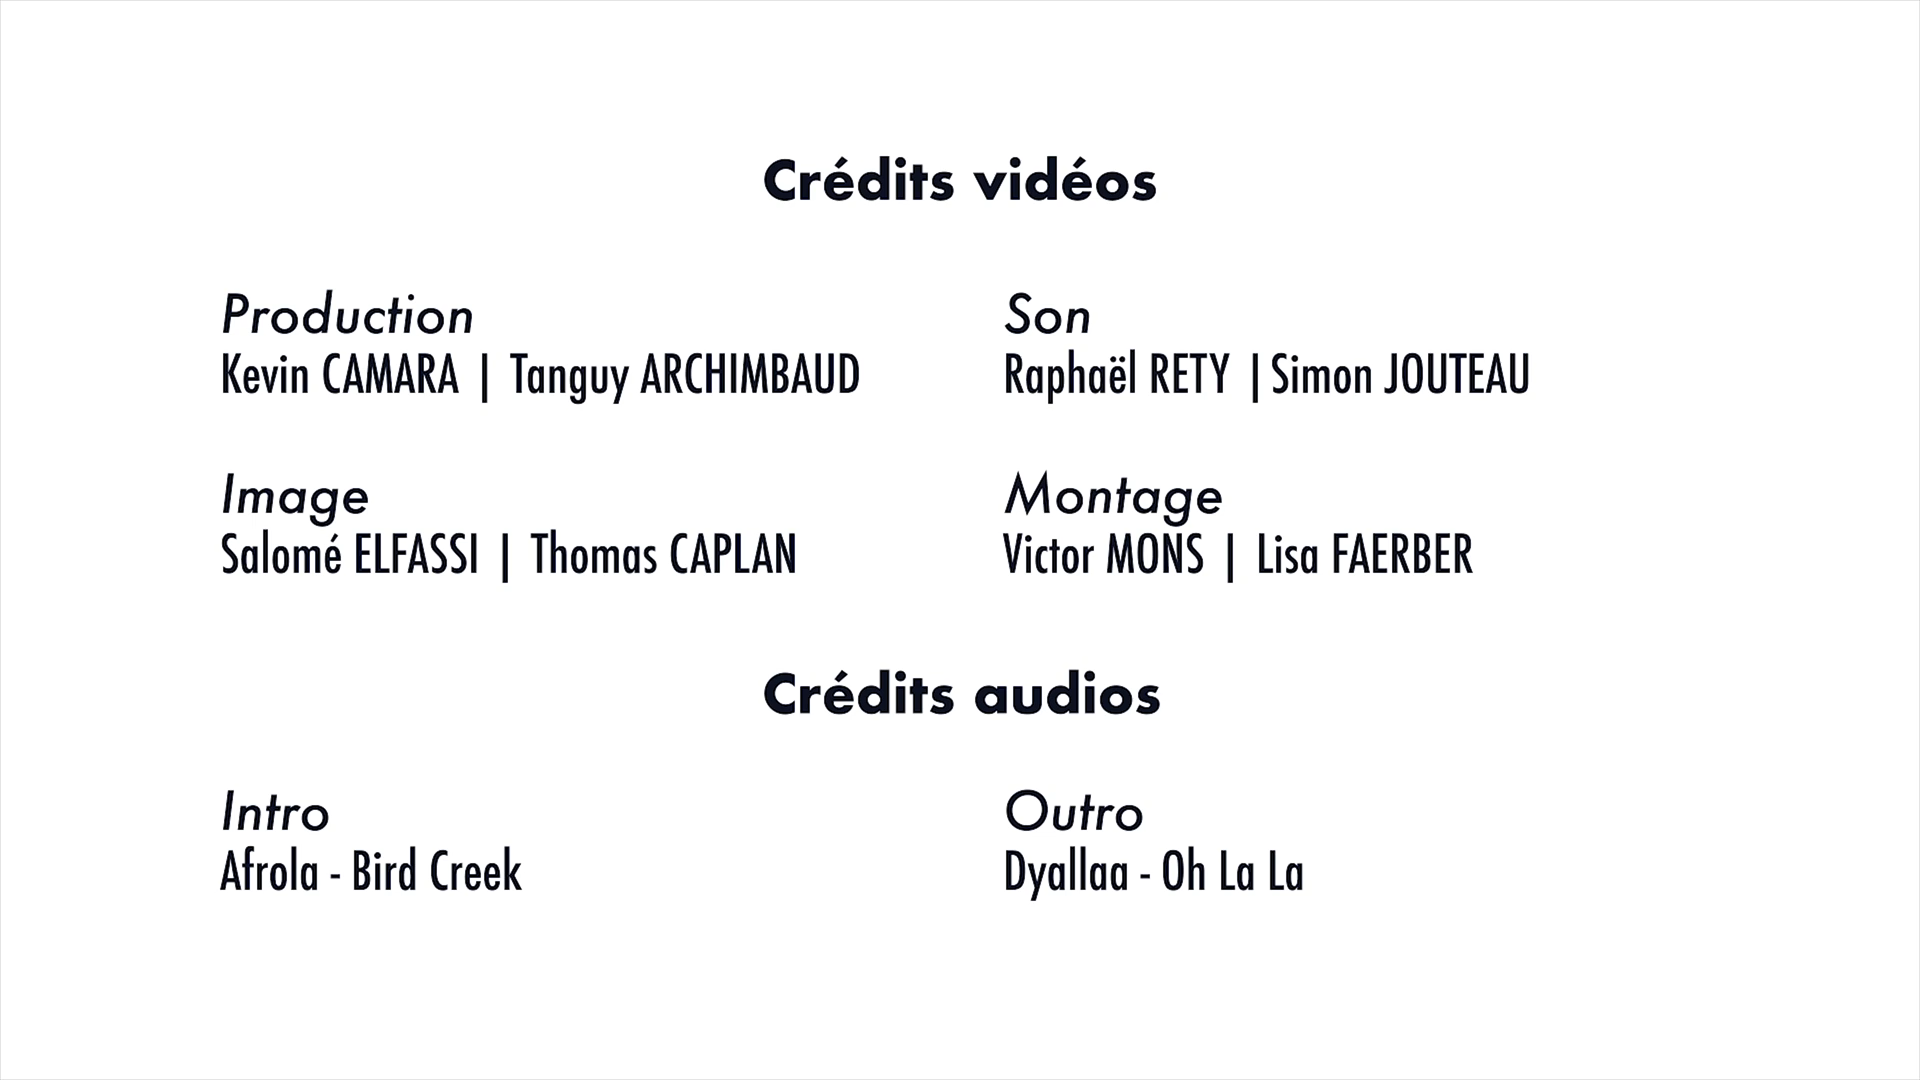 Crédits vidéos
Production
Kevin CAMARA | Tanguy ARCHIMBAUD
Son
Raphaël RETY | Simon JOUTEAU
Image
Salomé ELFASSI | Thomas CAPLAN
Montage
Victor MONS | Lisa FAERBER
Crédits audios
Intro
Afrola - Bird Creek
Outro
Dyallaa - Oh La La